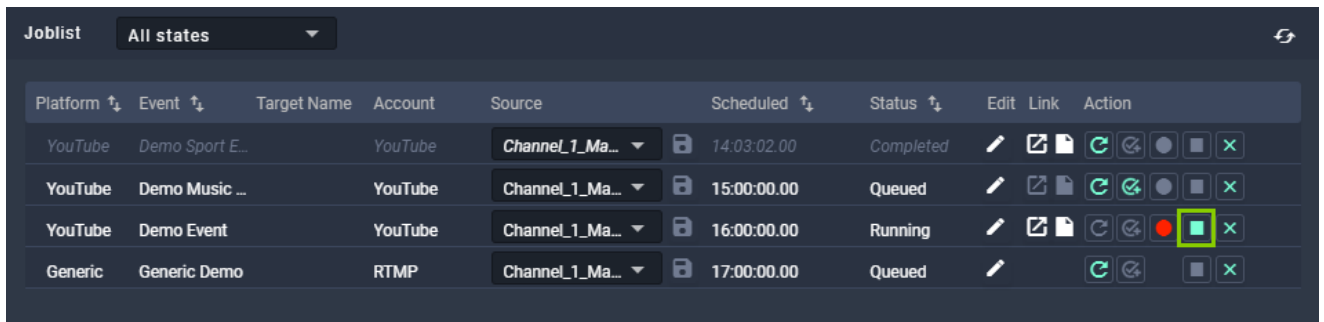 Joblist All states
Platform Event Target Name Account Source Scheduled Status Edit Link Action
YouTube Demo Sport E... YouTube Channel_1_Ma... 14:03:02.00 Completed
YouTube Demo Music ... YouTube Channel_1_Ma... 15:00:00.00 Queued
YouTube Demo Event YouTube Channel_1_Ma... 16:00:00.00 Running
Generic Generic Demo RTMP Channel_1_Ma... 17:00:00.00 Queued